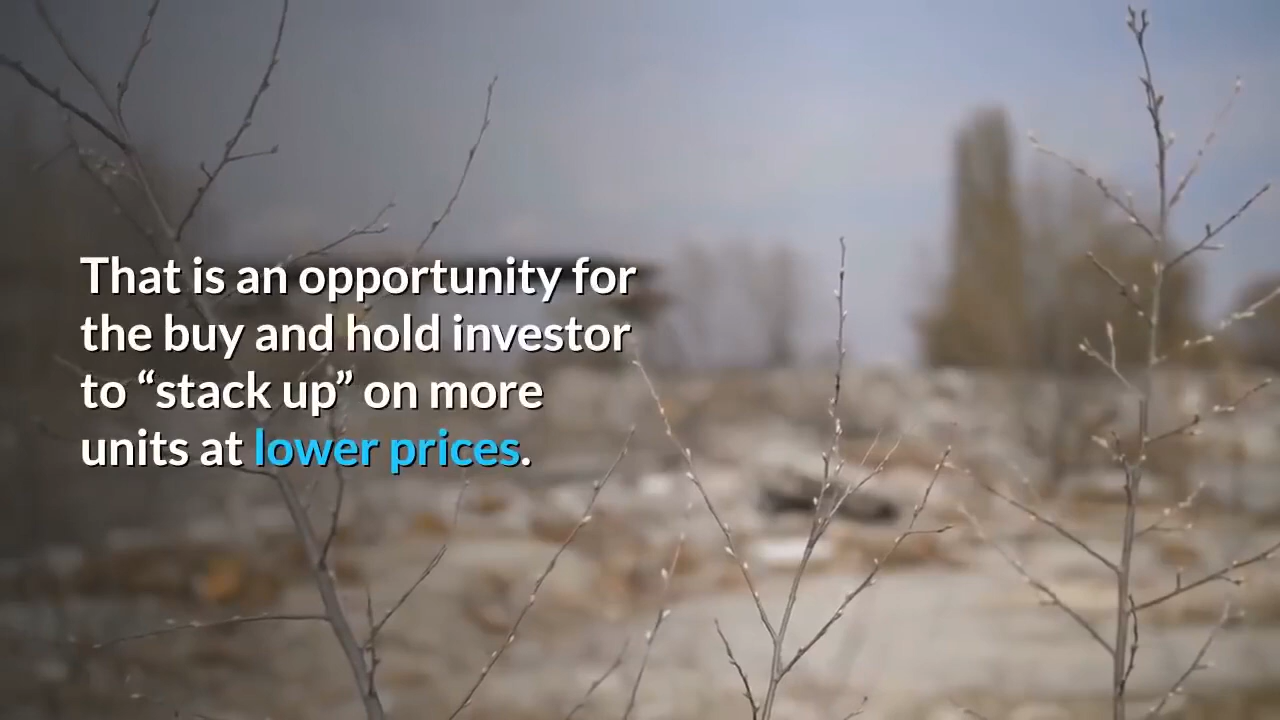 That is an opportunity for
the buy and hold investor
to “stack up” on more
units at lower prices.